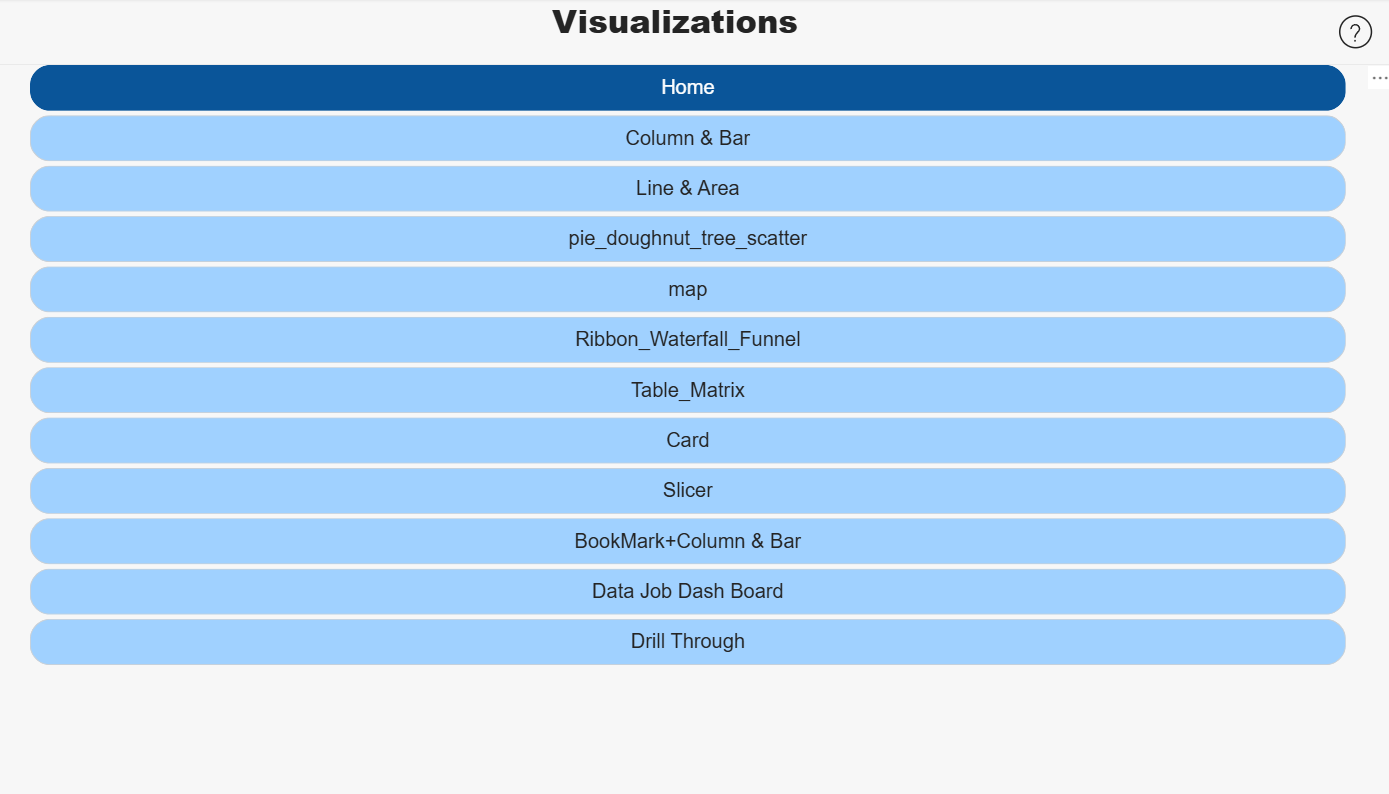 Visualizations
?
Home
Column & Bar
Line & Area
pie_doughnut_tree_scatter
map
Ribbon_Waterfall_Funnel
Table_Matrix
Card
Slicer
BookMark+Column & Bar
Data Job Dash Board
Drill Through